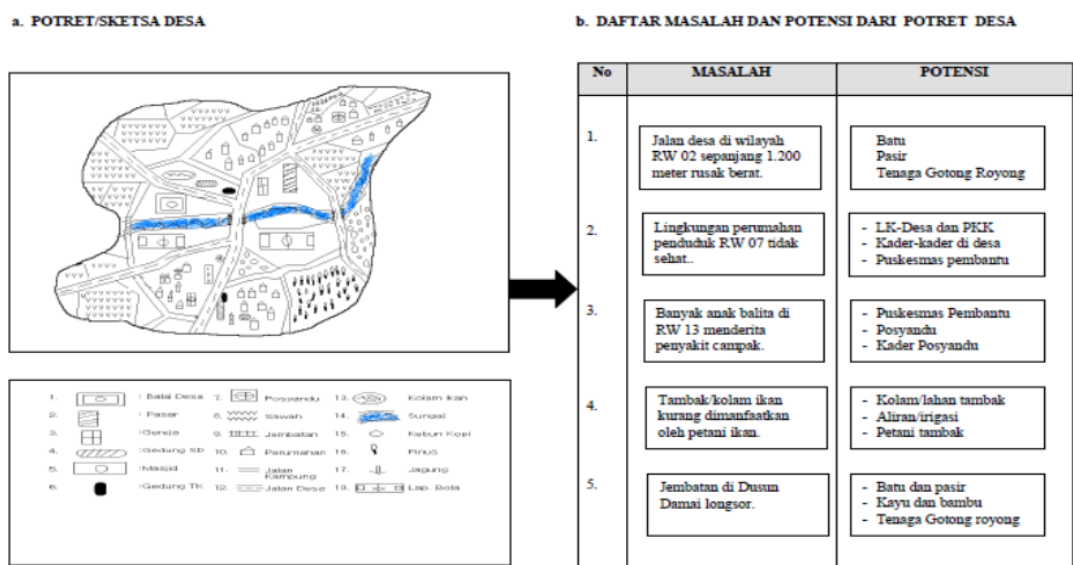 a. POTRET/SKETSA DESA
1. : Balai Desa 7. Posyandu 13. Kolam Ikan
2. : Pasar 8. Sawah 14. Sungai
3. :Gereja 9. Jembatan 15. Kebun Kopi
4. :Gedung SD 10. Perumahan 16. Pinus
5. :Masjid 11. Jalan Kampung 17. Jagung
6. :Gedung TK 12. Jalan Desa Lap. Bola
b. DAFTAR MASALAH DAN POTENSI DARI POTRET DESA
No MASALAH POTENSI
1.
Jalan desa di wilayah
RW 02 sepanjang 1.200
meter rusak berat.
Batu
Pasir
Tenaga Gotong Royong
2.
Lingkungan perumahan
penduduk RW 07 tidak
sehat..
- LK-Desa dan PKK
- Kader-kader di desa
- Puskesmas pembantu
3.
Banyak anak balita di
RW 13 menderita
penyakit campak.
- Puskesmas Pembantu
- Posyandu
- Kader Posyandu
4.
Tambak/kolam ikan
kurang dimanfaatkan
oleh petani ikan.
- Kolam/lahan tambak
- Aliran/irigasi
- Petani tambak
5.
Jembatan di Dusun
Damai longsor.
- Batu dan pasir
- Kayu dan bambu
- Tenaga Gotong royong